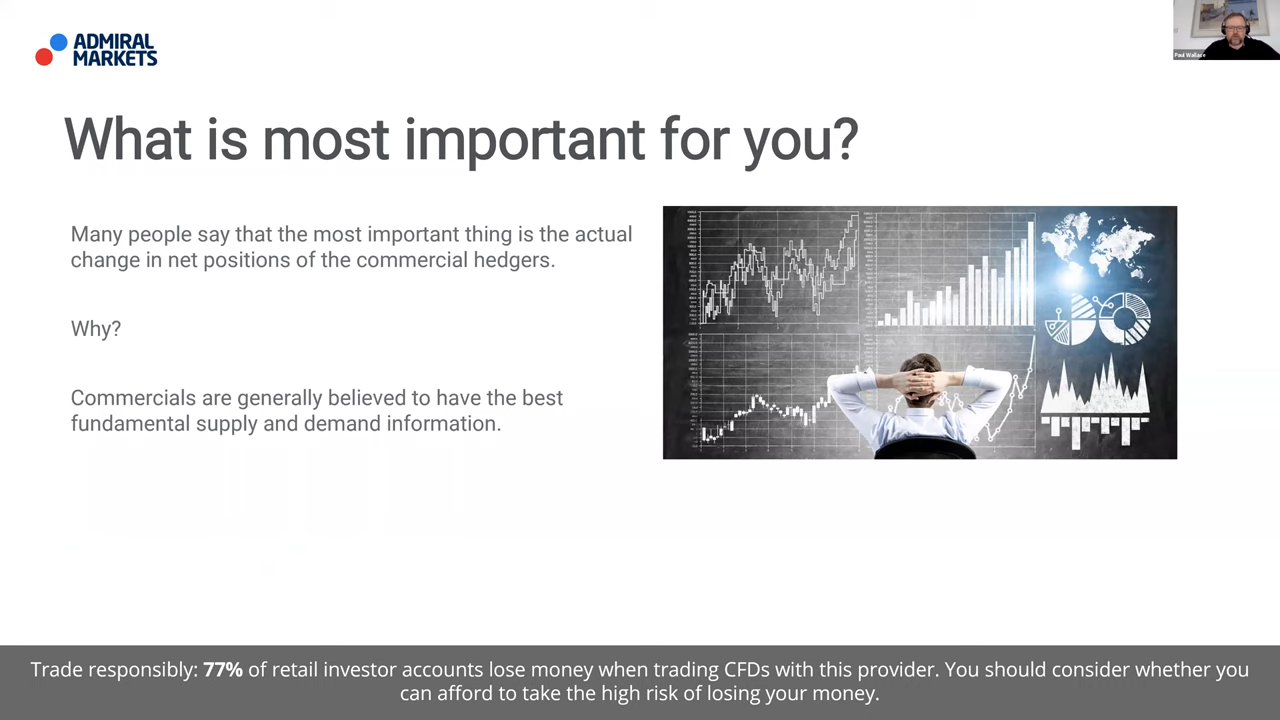 ADMIRAL
MARKETS
Paul Wallace
What is most important for you?
Many people say that the most important thing is the actual
change in net positions of the commercial hedgers.
Why?
Commercials are generally believed to have the best
fundamental supply and demand information.
Trade responsibly: 77% of retail investor accounts lose money when trading CFDs with this provider. You should consider whether you
can afford to take the high risk of losing your money.